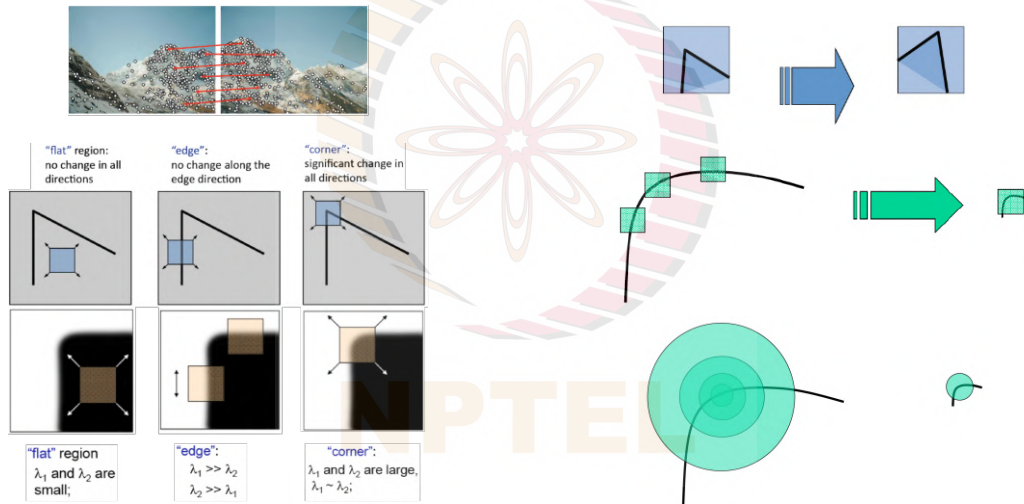 "flat" region:
no change in all
directions
"edge":
no change along the
edge direction
"corner":
significant change in
all directions
"flat" region
λ₁ and λ₂ are
small;
"edge":
λ₁ >> λ₂
λ₂ >> λ₁
"corner":
λ₁ and λ₂ are large,
λ₁ ~ λ₂;
NPTEL